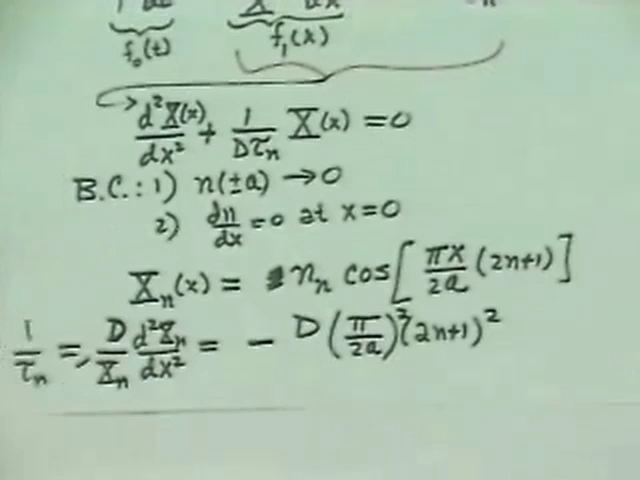 f₀(t) f₁(x)
d²X(x)/dx² + 1/Dτₙ X(x) = 0
B.C.: 1) n(±a) → 0
2) dn/dx = 0 at x = 0
Xₙ(x) = nₙ cos[πx/2a (2n+1)]
1/τₙ = D/Xₙ d²Xₙ/dx² = - D(π/2a)²(2n+1)²